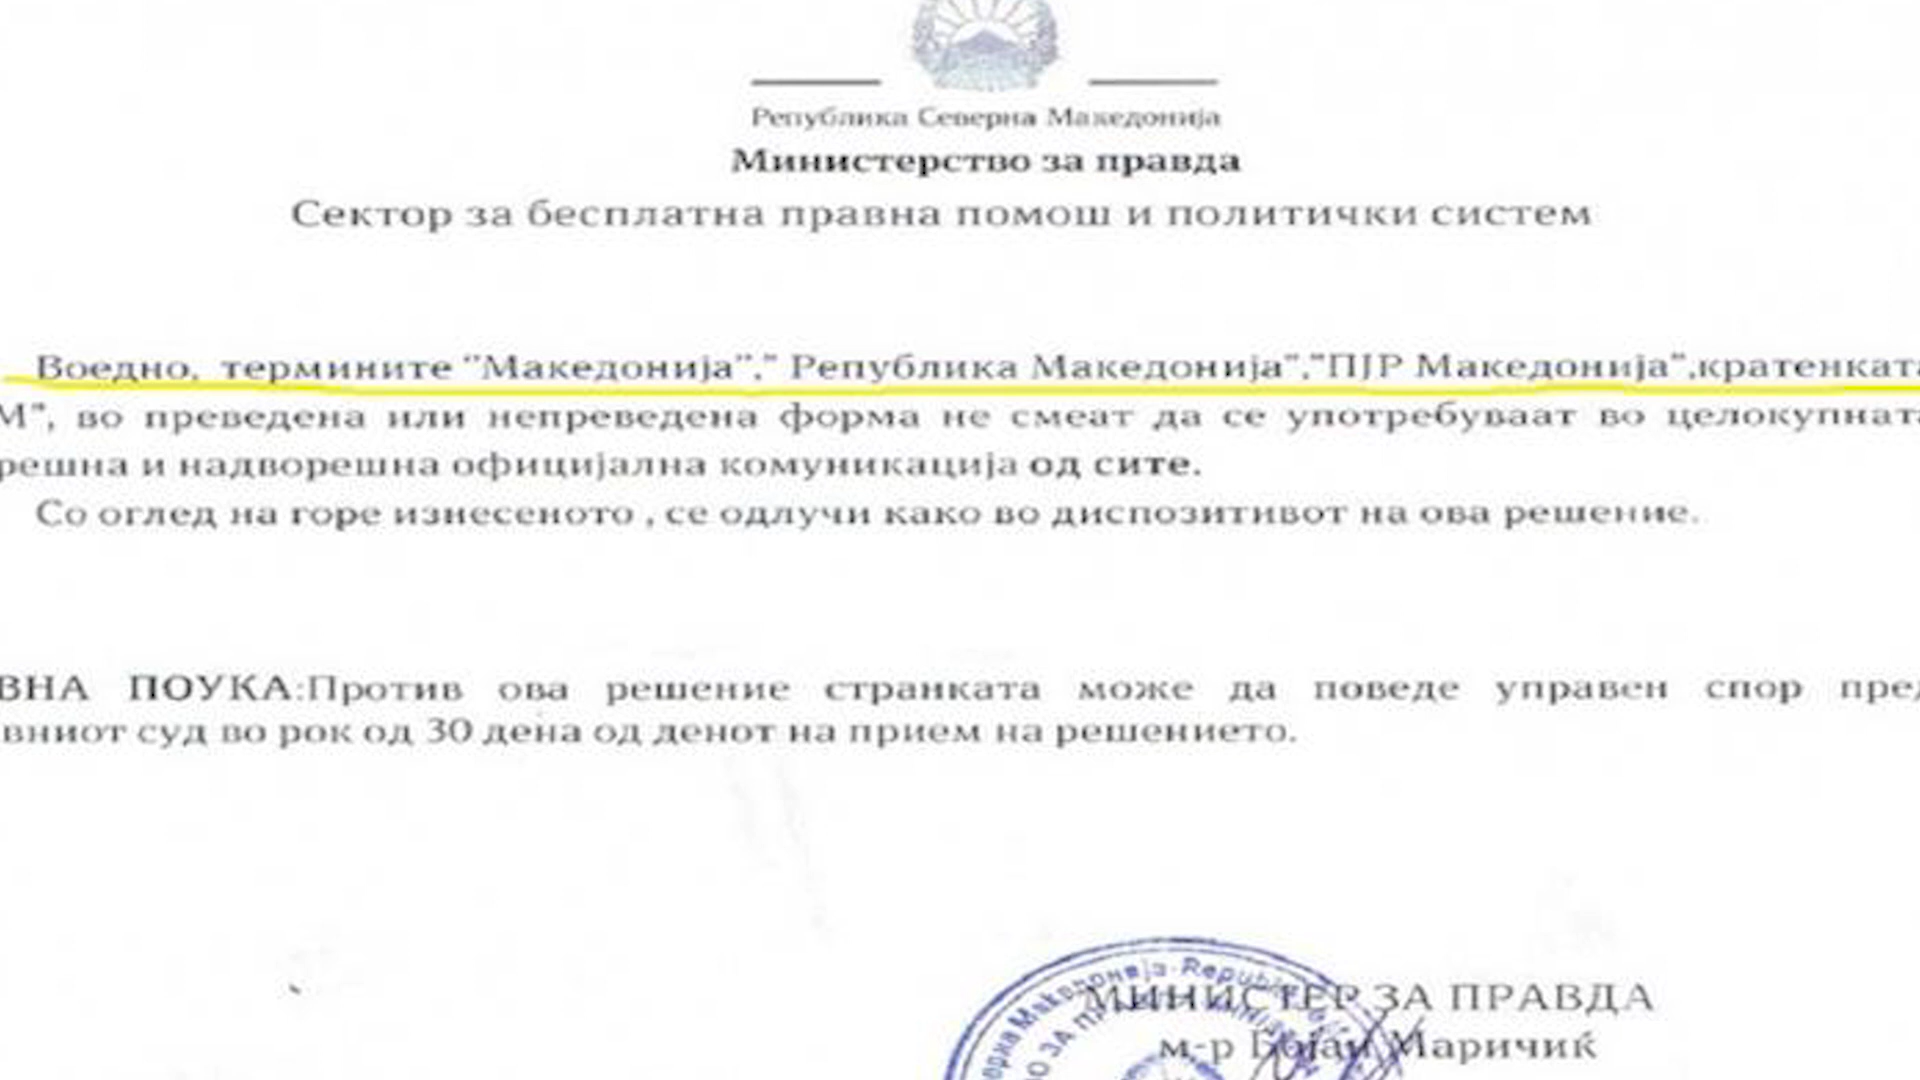 Република Северна Македонија
Министерство за правда
Сектор за бесплатна правна помош и политички систем
Воедно, термините "Македонија"," Република Македонија","ПЈР Македонија",кратенката
М", во преведена или непреведена форма не смеат да се употребуваат во целокупната
решна и надворешна официјална комуникација од сите.
Со оглед на горе изнесеното , се одлучи како во диспозитивот на ова решение.
ВНА ПОУКА:Против ова решение странката може да поведе управен спор пред
вниот суд во рок од 30 дена од денот на прием на решението.
МИНИСТЕР ЗА ПРАВДА
м-р Бојан Маричиќ